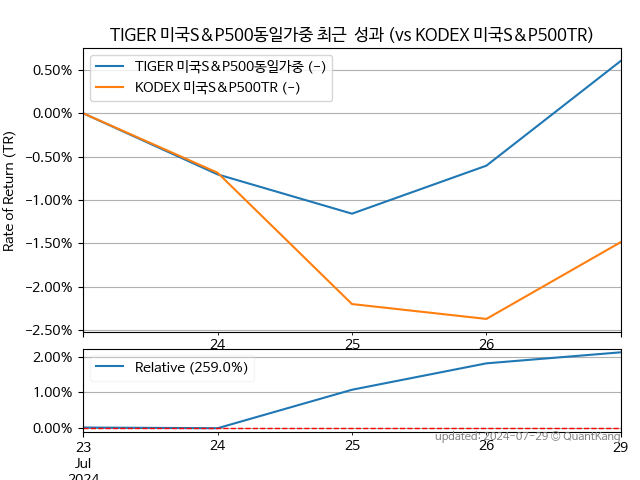 TIGER 미국S&P500동일가중 최근 성과 (vs KODEX 미국S&P500TR)
Rate of Return (TR)
TIGER 미국S&P500동일가중 (-)
KODEX 미국S&P500TR (-)
0.50%
0.00%
−0.50%
−1.00%
−1.50%
−2.00%
−2.50%
24 25 26
Relative (259.0%)
2.00%
1.00%
0.00%
updated: 2024-07-29 © QuantKang
23 24 25 26 29
Jul
2024